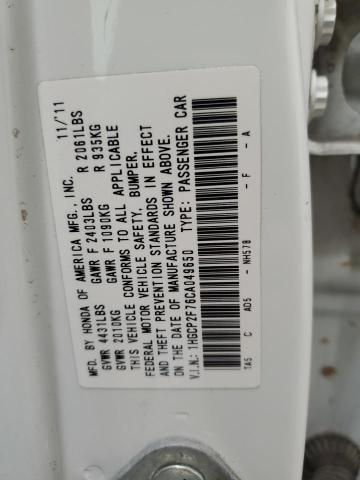 MFD. BY HONDA OF AMERICA MFG., INC. 11/11
GVWR 4431LBS GAWR F 2403LBS R 2061LBS
GVWR 2010KG GAWR F 1090KG R 935KG
THIS VEHICLE CONFORMS TO ALL APPLICABLE
FEDERAL MOTOR VEHICLE SAFETY, BUMPER,
AND THEFT PREVENTION STANDARDS IN EFFECT
ON THE DATE OF MANUFACTURE SHOWN ABOVE.
V.I.N.: 1HGCP2F76CA049650 TYPE: PASSENGER CAR
TA5 C AD5 - NH578 - F - A